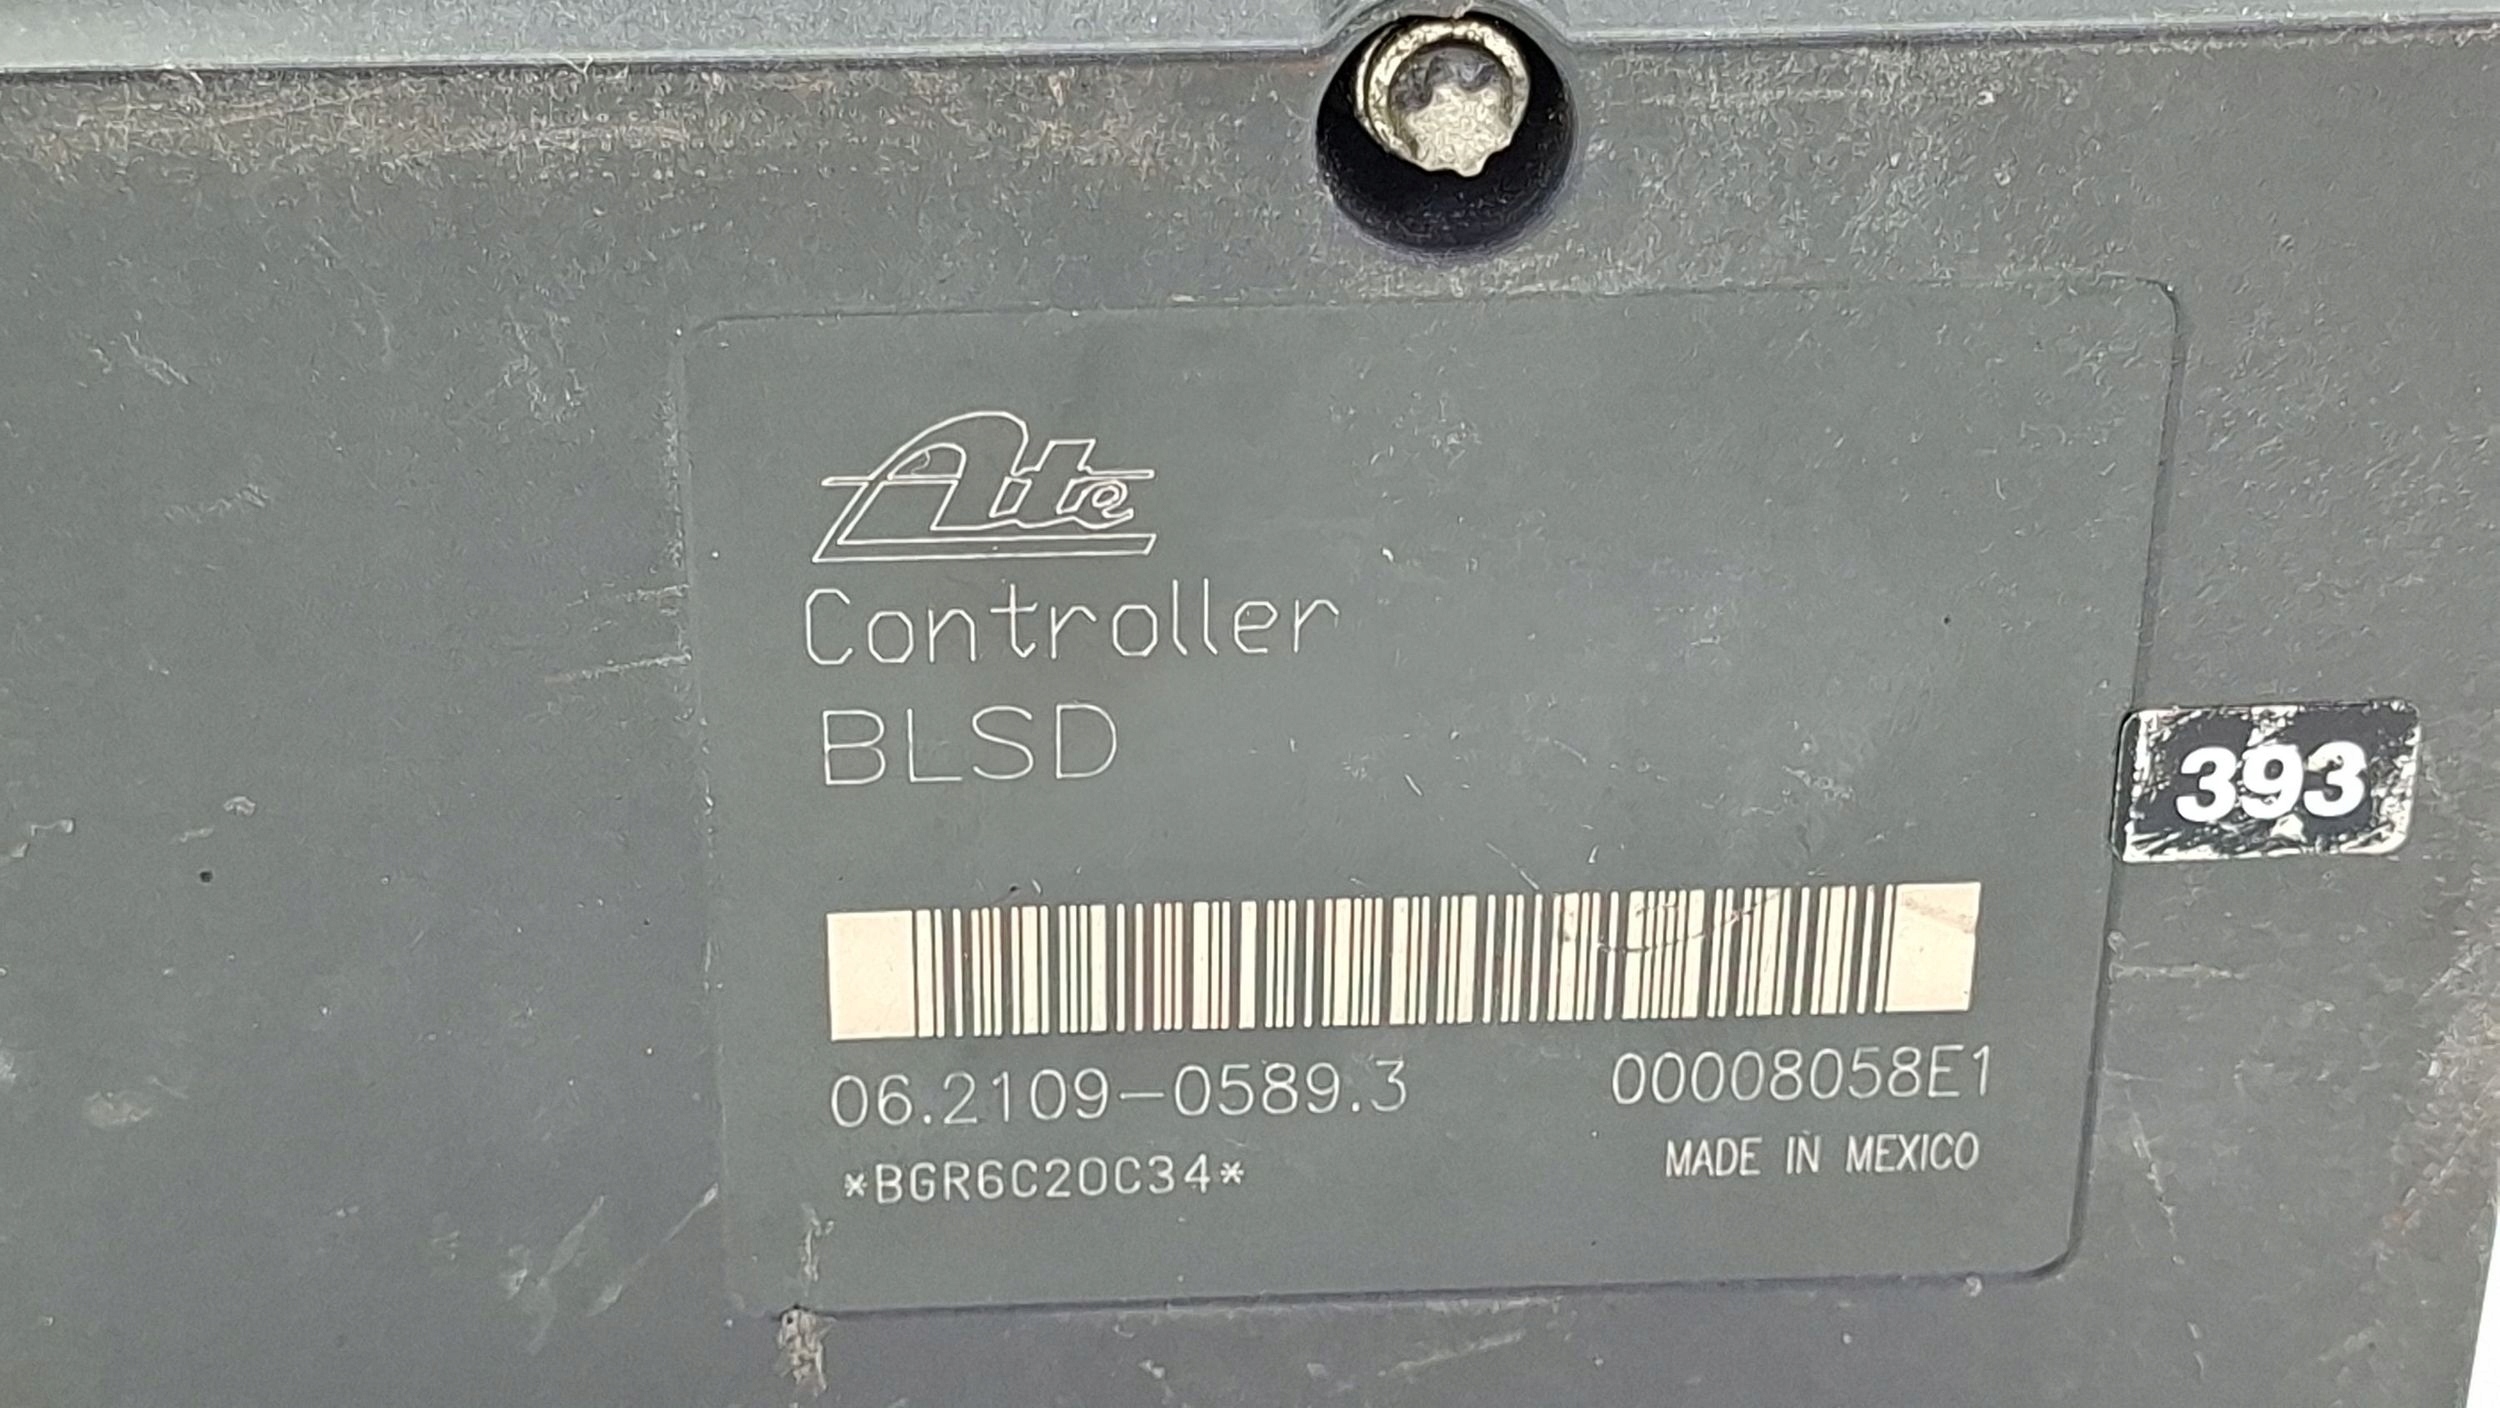 Ate
Controller
BLSD
393
06.2109-0589.3 00008058E1
*BGR6C20C34* MADE IN MEXICO